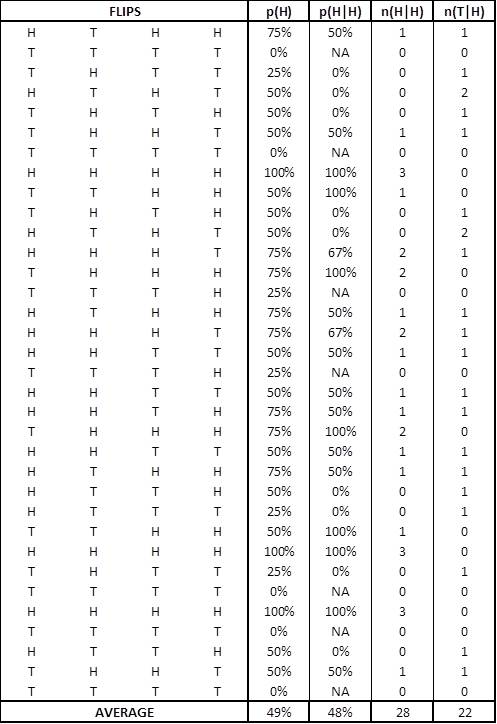 FLIPS p(H) p(H|H) n(H|H) n(T|H)
H T H H 75% 50% 1 1
T T T T 0% NA 0 0
T H T T 25% 0% 0 1
H T H T 50% 0% 0 2
T H T H 50% 0% 0 1
T H H T 50% 50% 1 1
T T T T 0% NA 0 0
H H H H 100% 100% 3 0
T T H H 50% 100% 1 0
T H T H 50% 0% 0 1
H T H T 50% 0% 0 2
H H H T 75% 67% 2 1
T H H H 75% 100% 2 0
T T T H 25% NA 0 0
H T H H 75% 50% 1 1
H H H T 75% 67% 2 1
H H T T 50% 50% 1 1
T T T H 25% NA 0 0
H H T T 50% 50% 1 1
H H T H 75% 50% 1 1
T H H H 75% 100% 2 0
H H T T 50% 50% 1 1
H T H H 75% 50% 1 1
H T T H 50% 0% 0 1
H T T T 25% 0% 0 1
T T H H 50% 100% 1 0
H H H H 100% 100% 3 0
T H T T 25% 0% 0 1
T T T T 0% NA 0 0
H H H H 100% 100% 3 0
T T T T 0% NA 0 0
H T T H 50% 0% 0 1
T H H T 50% 50% 1 1
T T T T 0% NA 0 0
AVERAGE 49% 48% 28 22